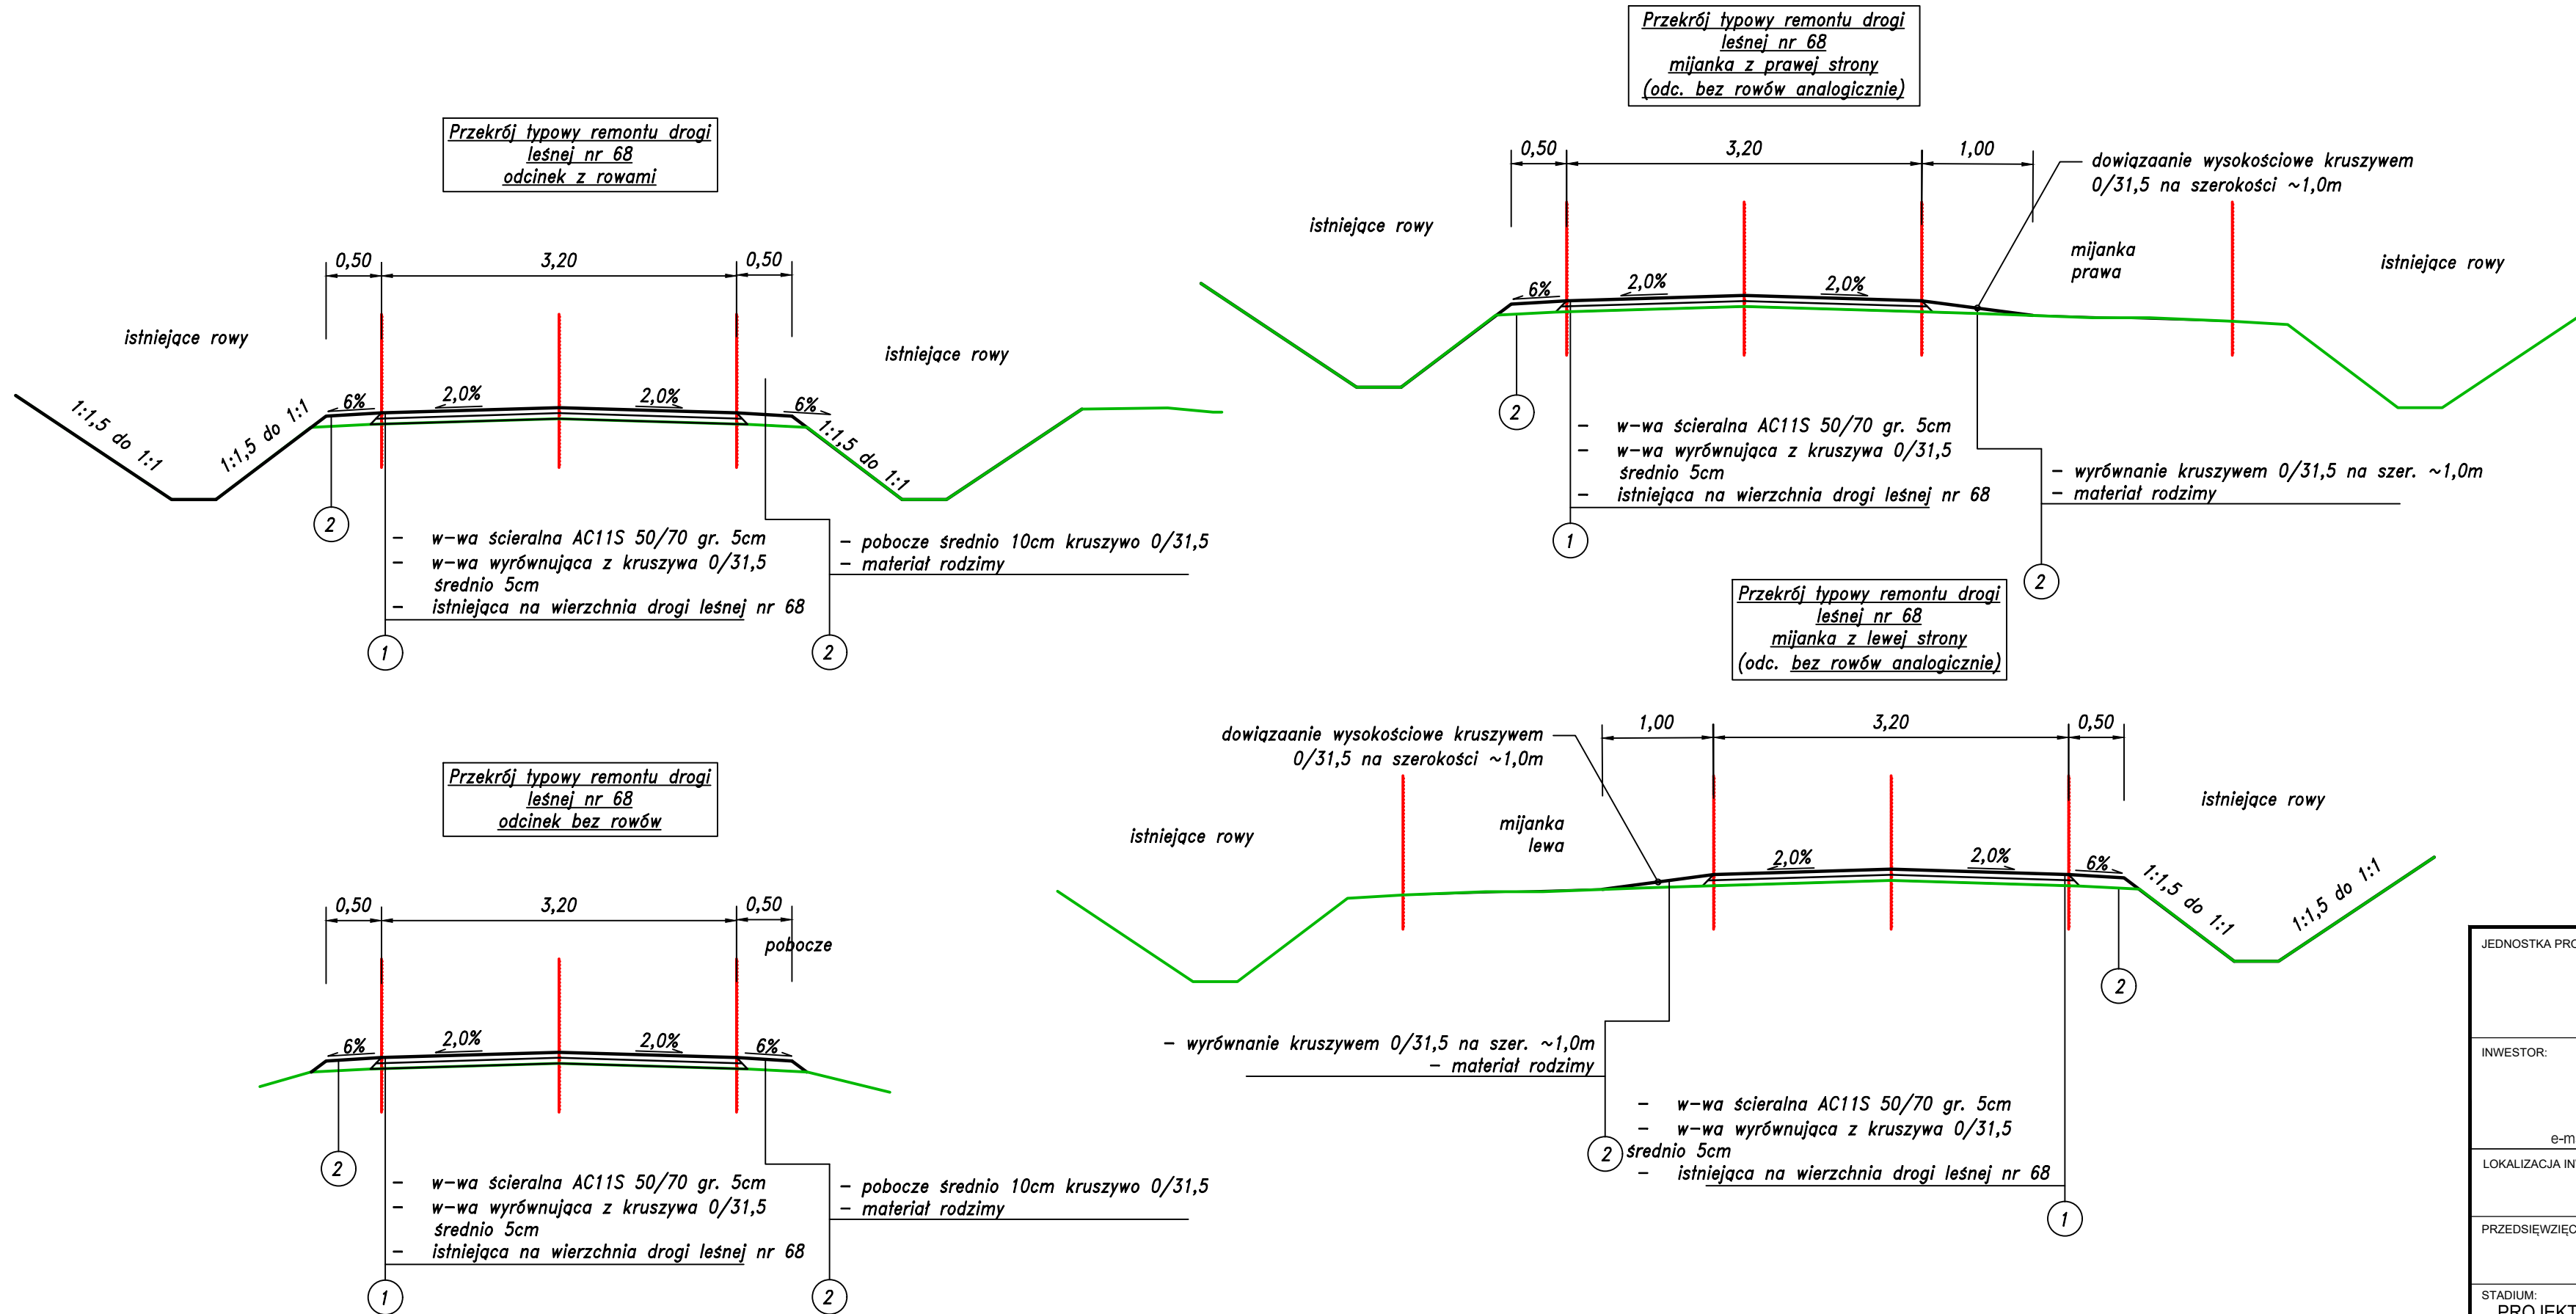 Przekrój typowy remontu drogi
leśnej nr 68
odcinek z rowami
0,50
3,20
0,50
istniejące rowy
istniejące rowy
1:1,5 do 1:1
1:1,5 do 1:1
6%
2,0%
2,0%
6%
1:1,5 do 1:1
2
- w-wa ścieralna AC11S 50/70 gr. 5cm
- w-wa wyrównująca z kruszywa 0/31,5
średnio 5cm
- istniejąca na wierzchnia drogi leśnej nr 68
1
- pobocze średnio 10cm kruszywo 0/31,5
- materiał rodzimy
2
Przekrój typowy remontu drogi
leśnej nr 68
mijanka z prawej strony
(odc. bez rowów analogicznie)
0,50
3,20
1,00
dowiązaanie wysokościowe kruszywem
0/31,5 na szerokości ~1,0m
istniejące rowy
mijanka
prawa
istniejące rowy
6%
2,0%
2,0%
2
- w-wa ścieralna AC11S 50/70 gr. 5cm
- w-wa wyrównująca z kruszywa 0/31,5
średnio 5cm
- istniejąca na wierzchnia drogi leśnej nr 68
1
- wyrównanie kruszywem 0/31,5 na szer. ~1,0m
- materiał rodzimy
2
Przekrój typowy remontu drogi
leśnej nr 68
odcinek bez rowów
0,50
3,20
0,50
pobocze
6%
2,0%
2,0%
6%
2
- w-wa ścieralna AC11S 50/70 gr. 5cm
- w-wa wyrównująca z kruszywa 0/31,5
średnio 5cm
- istniejąca na wierzchnia drogi leśnej nr 68
1
- pobocze średnio 10cm kruszywo 0/31,5
- materiał rodzimy
2
Przekrój typowy remontu drogi
leśnej nr 68
mijanka z lewej strony
(odc. bez rowów analogicznie)
dowiązaanie wysokościowe kruszywem
0/31,5 na szerokości ~1,0m
1,00
3,20
0,50
istniejące rowy
mijanka
lewa
istniejące rowy
2,0%
2,0%
6%
1:1,5 do 1:1
1:1,5 do 1:1
2
- wyrównanie kruszywem 0/31,5 na szer. ~1,0m
- materiał rodzimy
2
- w-wa ścieralna AC11S 50/70 gr. 5cm
- w-wa wyrównująca z kruszywa 0/31,5
średnio 5cm
- istniejąca na wierzchnia drogi leśnej nr 68
1
JEDNOSTKA PRO
INWESTOR:
e-m
LOKALIZACJA IN
PRZEDSIĘWZIĘC
STADIUM:
PROJEKT